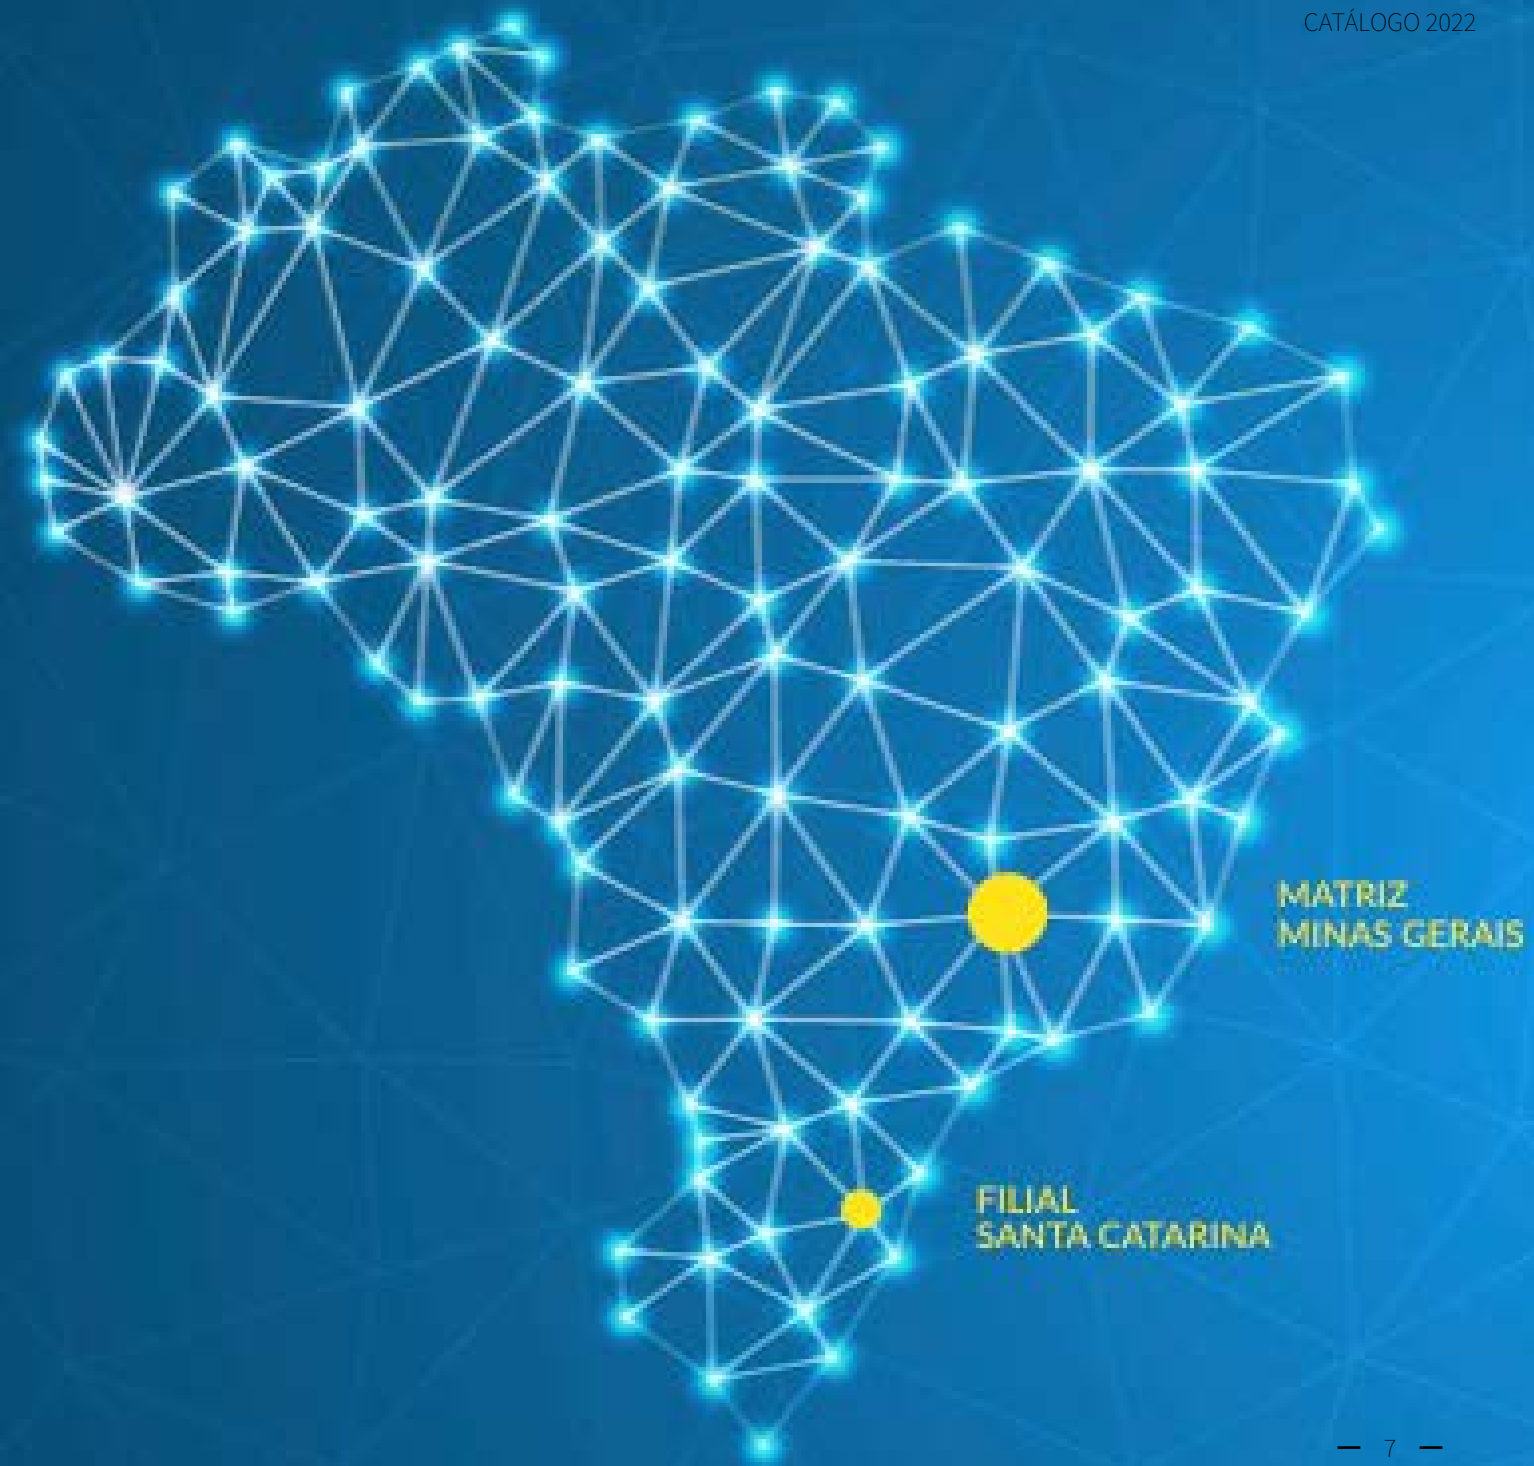 CATÁLOGO 2022
MATRIZ
MINAS GERAIS
FILIAL
SANTA CATARINA
— 7 —